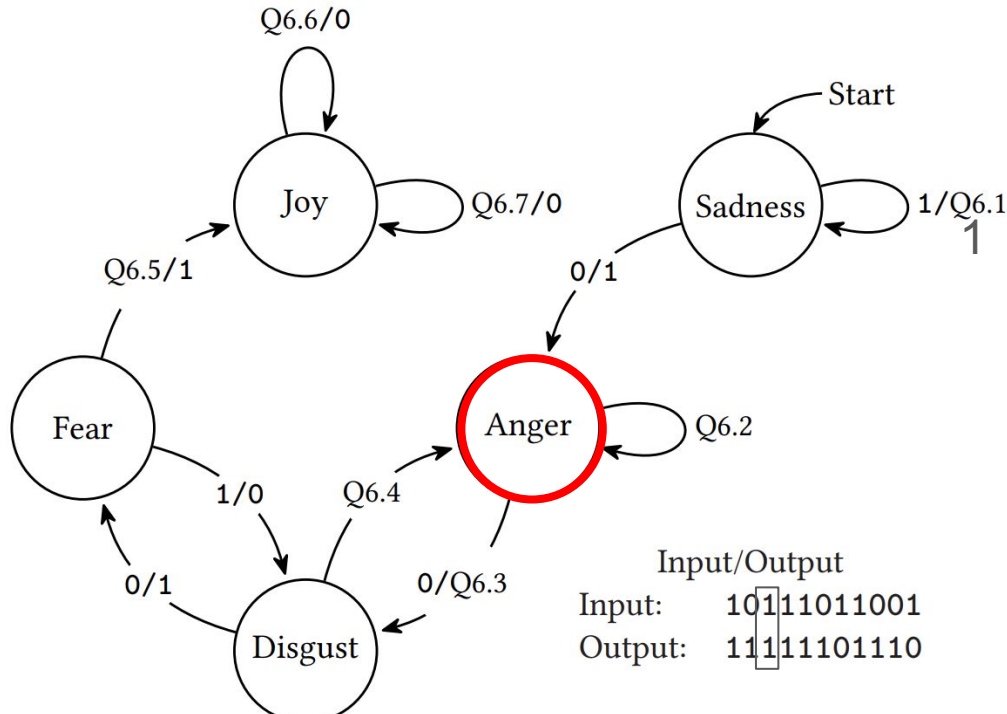 Q6.6/0
Start
Joy
Q6.7/0
Sadness
1/Q6.1
1
Q6.5/1
0/1
Fear
Anger
Q6.2
1/0
Q6.4
0/1
0/Q6.3
Disgust
Input/Output
Input: 10111011001
Output: 11111101110